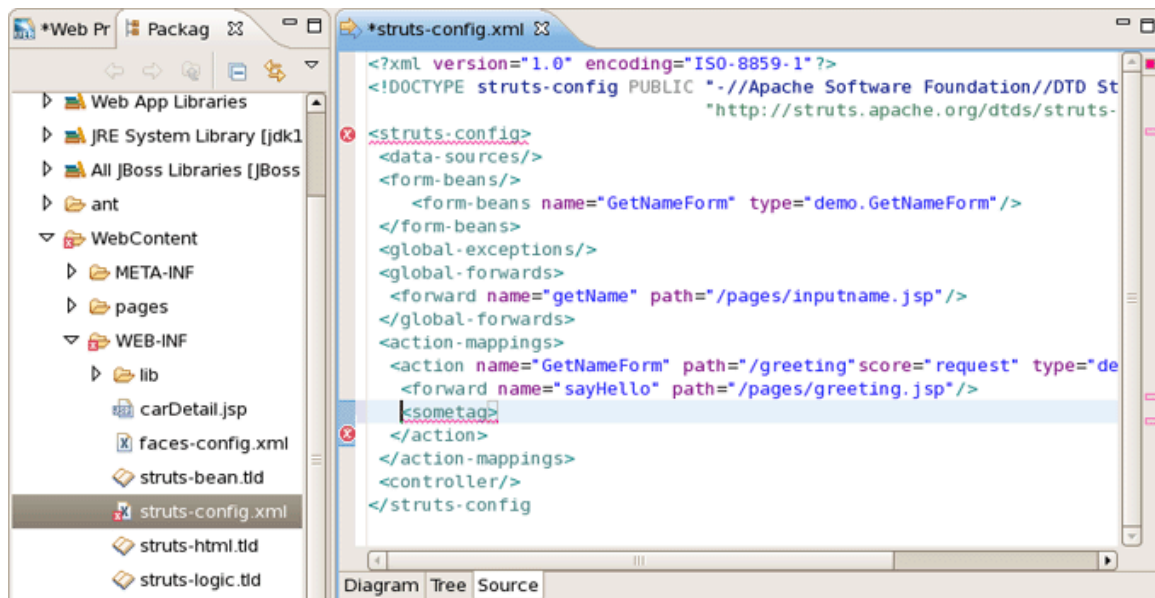 *Web Pr
Packag
Web App Libraries
JRE System Library [jdk1
All JBoss Libraries [JBoss
ant
WebContent
META-INF
pages
WEB-INF
lib
carDetail.jsp
faces-config.xml
struts-bean.tld
struts-config.xml
struts-html.tld
struts-logic.tld
*struts-config.xml
<?xml version="1.0" encoding="ISO-8859-1"?>
<!DOCTYPE struts-config PUBLIC "-//Apache Software Foundation//DTD St
"http://struts.apache.org/dtds/struts-
<struts-config>
<data-sources/>
<form-beans/>
<form-beans name="GetNameForm" type="demo.GetNameForm"/>
</form-beans>
<global-exceptions/>
<global-forwards>
<forward name="getName" path="/pages/inputname.jsp"/>
</global-forwards>
<action-mappings>
<action name="GetNameForm" path="/greeting"score="request" type="de
<forward name="sayHello" path="/pages/greeting.jsp"/>
<sometag>
</action>
</action-mappings>
<controller/>
</struts-config
Diagram Tree Source